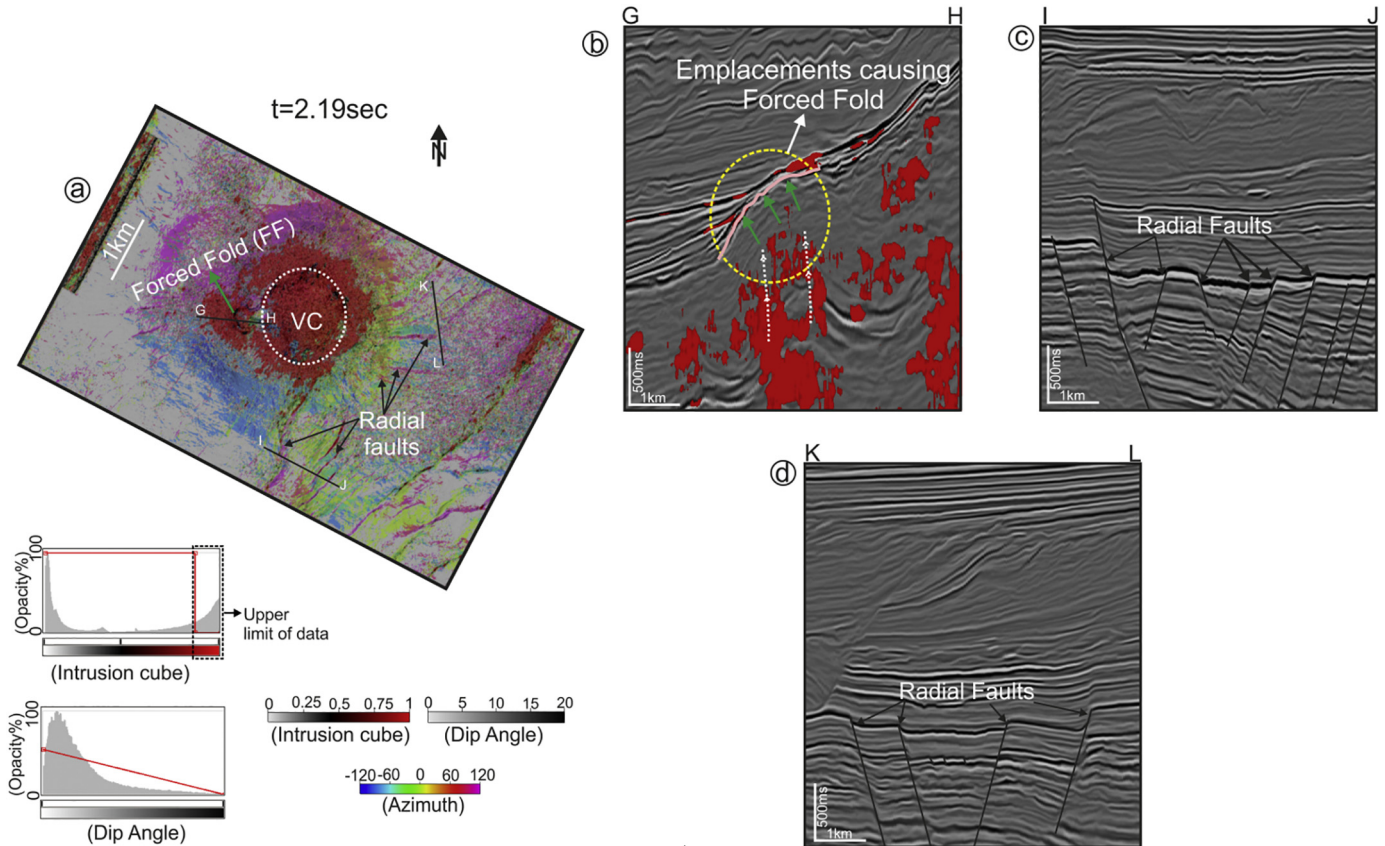 t=2.19sec
N
ⓐ
1km
Forced Fold (FF)
G
H
VC
K
L
Radial
faults
I
J
(Opacity%)
100
0
Upper
limit of data
(Intrusion cube)
(Opacity%)
100
0
(Dip Angle)
0 0.25 0.5 0.75 1
(Intrusion cube)
0 5 10 15 20
(Dip Angle)
-120 -60 0 60 120
(Azimuth)
G H
ⓑ
Emplacements causing
Forced Fold
500ms
1km
I J
ⓒ
Radial Faults
500ms
1km
K L
ⓓ
Radial Faults
500ms
1km